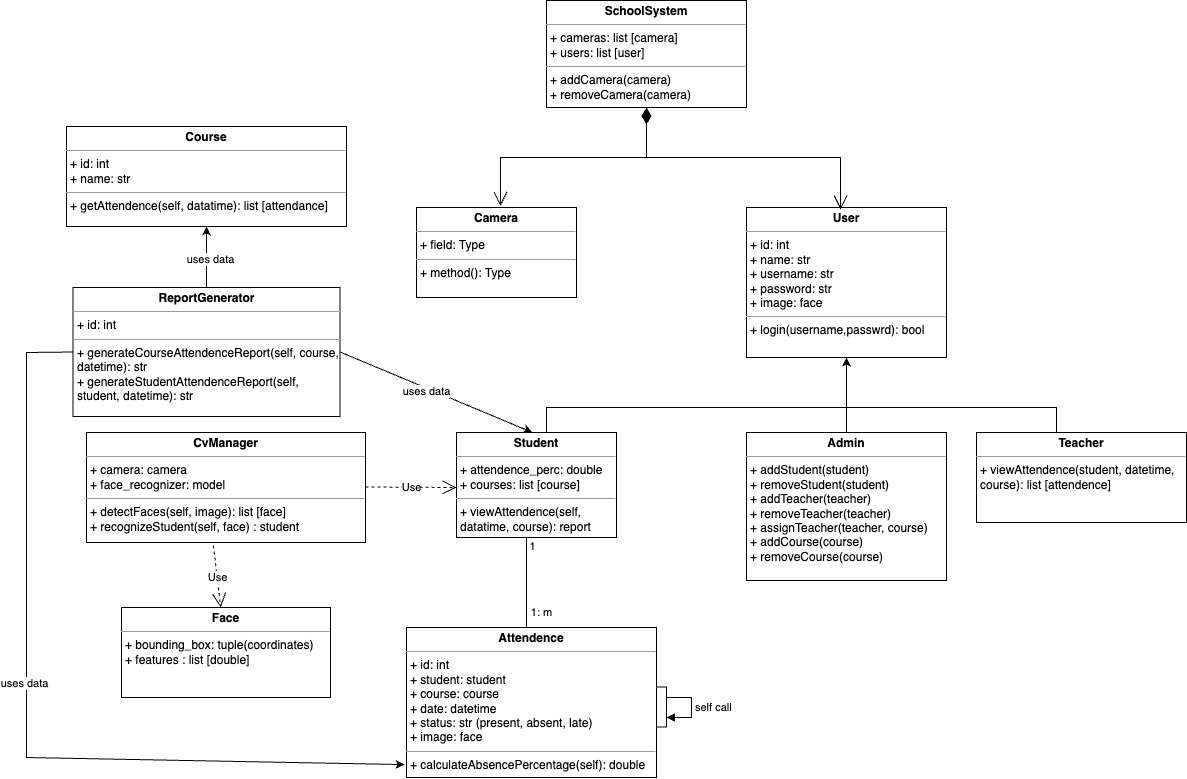 SchoolSystem
+ cameras: list [camera]
+ users: list [user]
+ addCamera(camera)
+ removeCamera(camera)
Course
+ id: int
+ name: str
+ getAttendence(self, datatime): list [attendance]
uses data
Camera
+ field: Type
+ method(): Type
User
+ id: int
+ name: str
+ username: str
+ password: str
+ image: face
+ login(username,passwrd): bool
ReportGenerator
+ id: int
+ generateCourseAttendenceReport(self, course,
datetime): str
+ generateStudentAttendenceReport(self,
student, datetime): str
uses data
CvManager
+ camera: camera
+ face_recognizer: model
+ detectFaces(self, image): list [face]
+ recognizeStudent(self, face) : student
Use
Student
+ attendence_perc: double
+ courses: list [course]
+ viewAttendence(self,
datatime, course): report
Admin
+ addStudent(student)
+ removeStudent(student)
+ addTeacher(teacher)
+ removeTeacher(teacher)
+ assignTeacher(teacher, course)
+ addCourse(course)
+ removeCourse(course)
Teacher
+ viewAttendence(student, datetime,
course): list [attendence]
1
Use
1: m
Face
+ bounding_box: tuple(coordinates)
+ features : list [double]
Attendence
+ id: int
+ student: student
+ course: course
+ date: datetime
+ status: str (present, absent, late)
+ image: face
+ calculateAbsencePercentage(self): double
self call
uses data